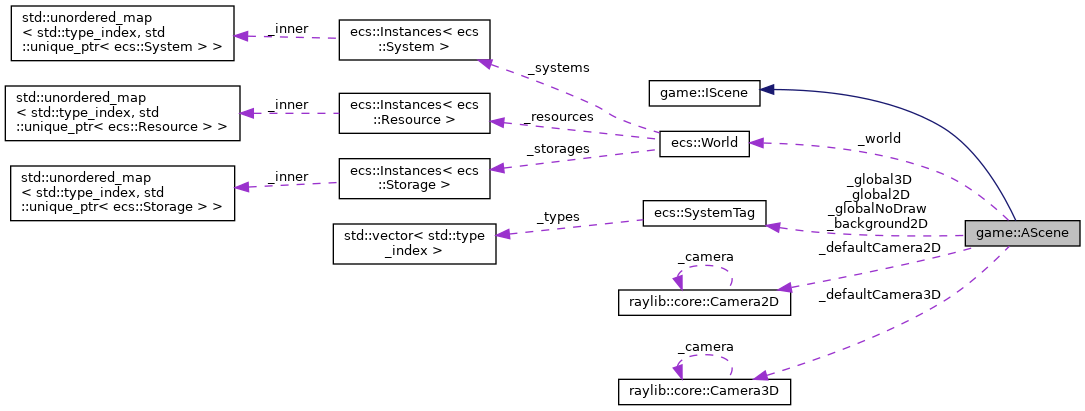 std::unordered_map
< std::type_index, std
::unique_ptr< ecs::System > >
_inner
ecs::Instances< ecs
::System >
_systems
std::unordered_map
< std::type_index, std
::unique_ptr< ecs::Resource > >
_inner
ecs::Instances< ecs
::Resource >
_resources
std::unordered_map
< std::type_index, std
::unique_ptr< ecs::Storage > >
_inner
ecs::Instances< ecs
::Storage >
_storages
game::IScene
ecs::World
_world
std::vector< std::type
_index >
_types
ecs::SystemTag
_global3D
_global2D
_globalNoDraw
_background2D
game::AScene
_camera
raylib::core::Camera2D
_defaultCamera2D
_camera
raylib::core::Camera3D
_defaultCamera3D